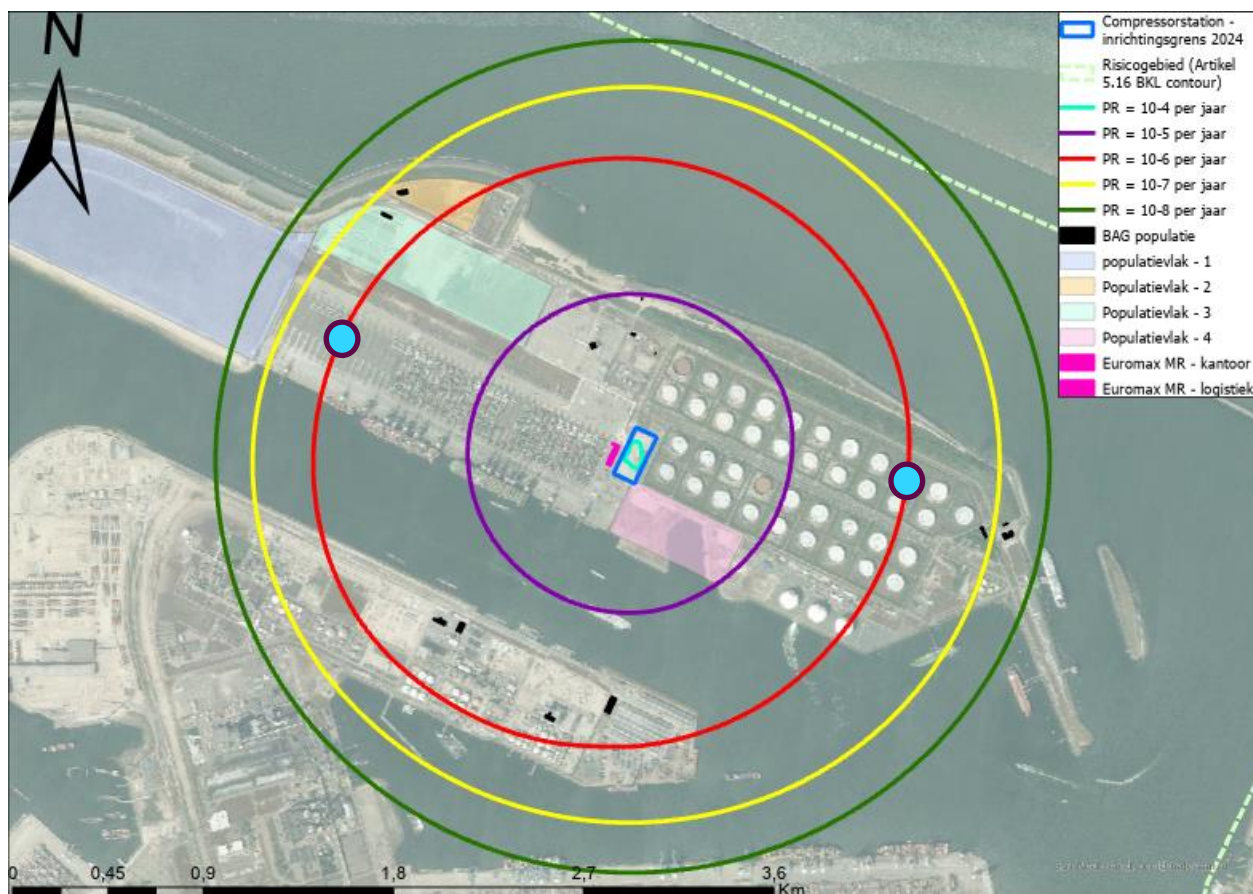 N
Compressorstation -
inrichtingsgrens 2024
Risicogebied (Artikel
5.16 BKL contour)
PR = 10-4 per jaar
PR = 10-5 per jaar
PR = 10-6 per jaar
PR = 10-7 per jaar
PR = 10-8 per jaar
BAG populatie
populatievlak - 1
Populatievlak - 2
Populatievlak - 3
Populatievlak - 4
Euromax MR - kantoor
Euromax MR - logistiek
0 0,45 0,9 1,8 2,7 3,6
Km